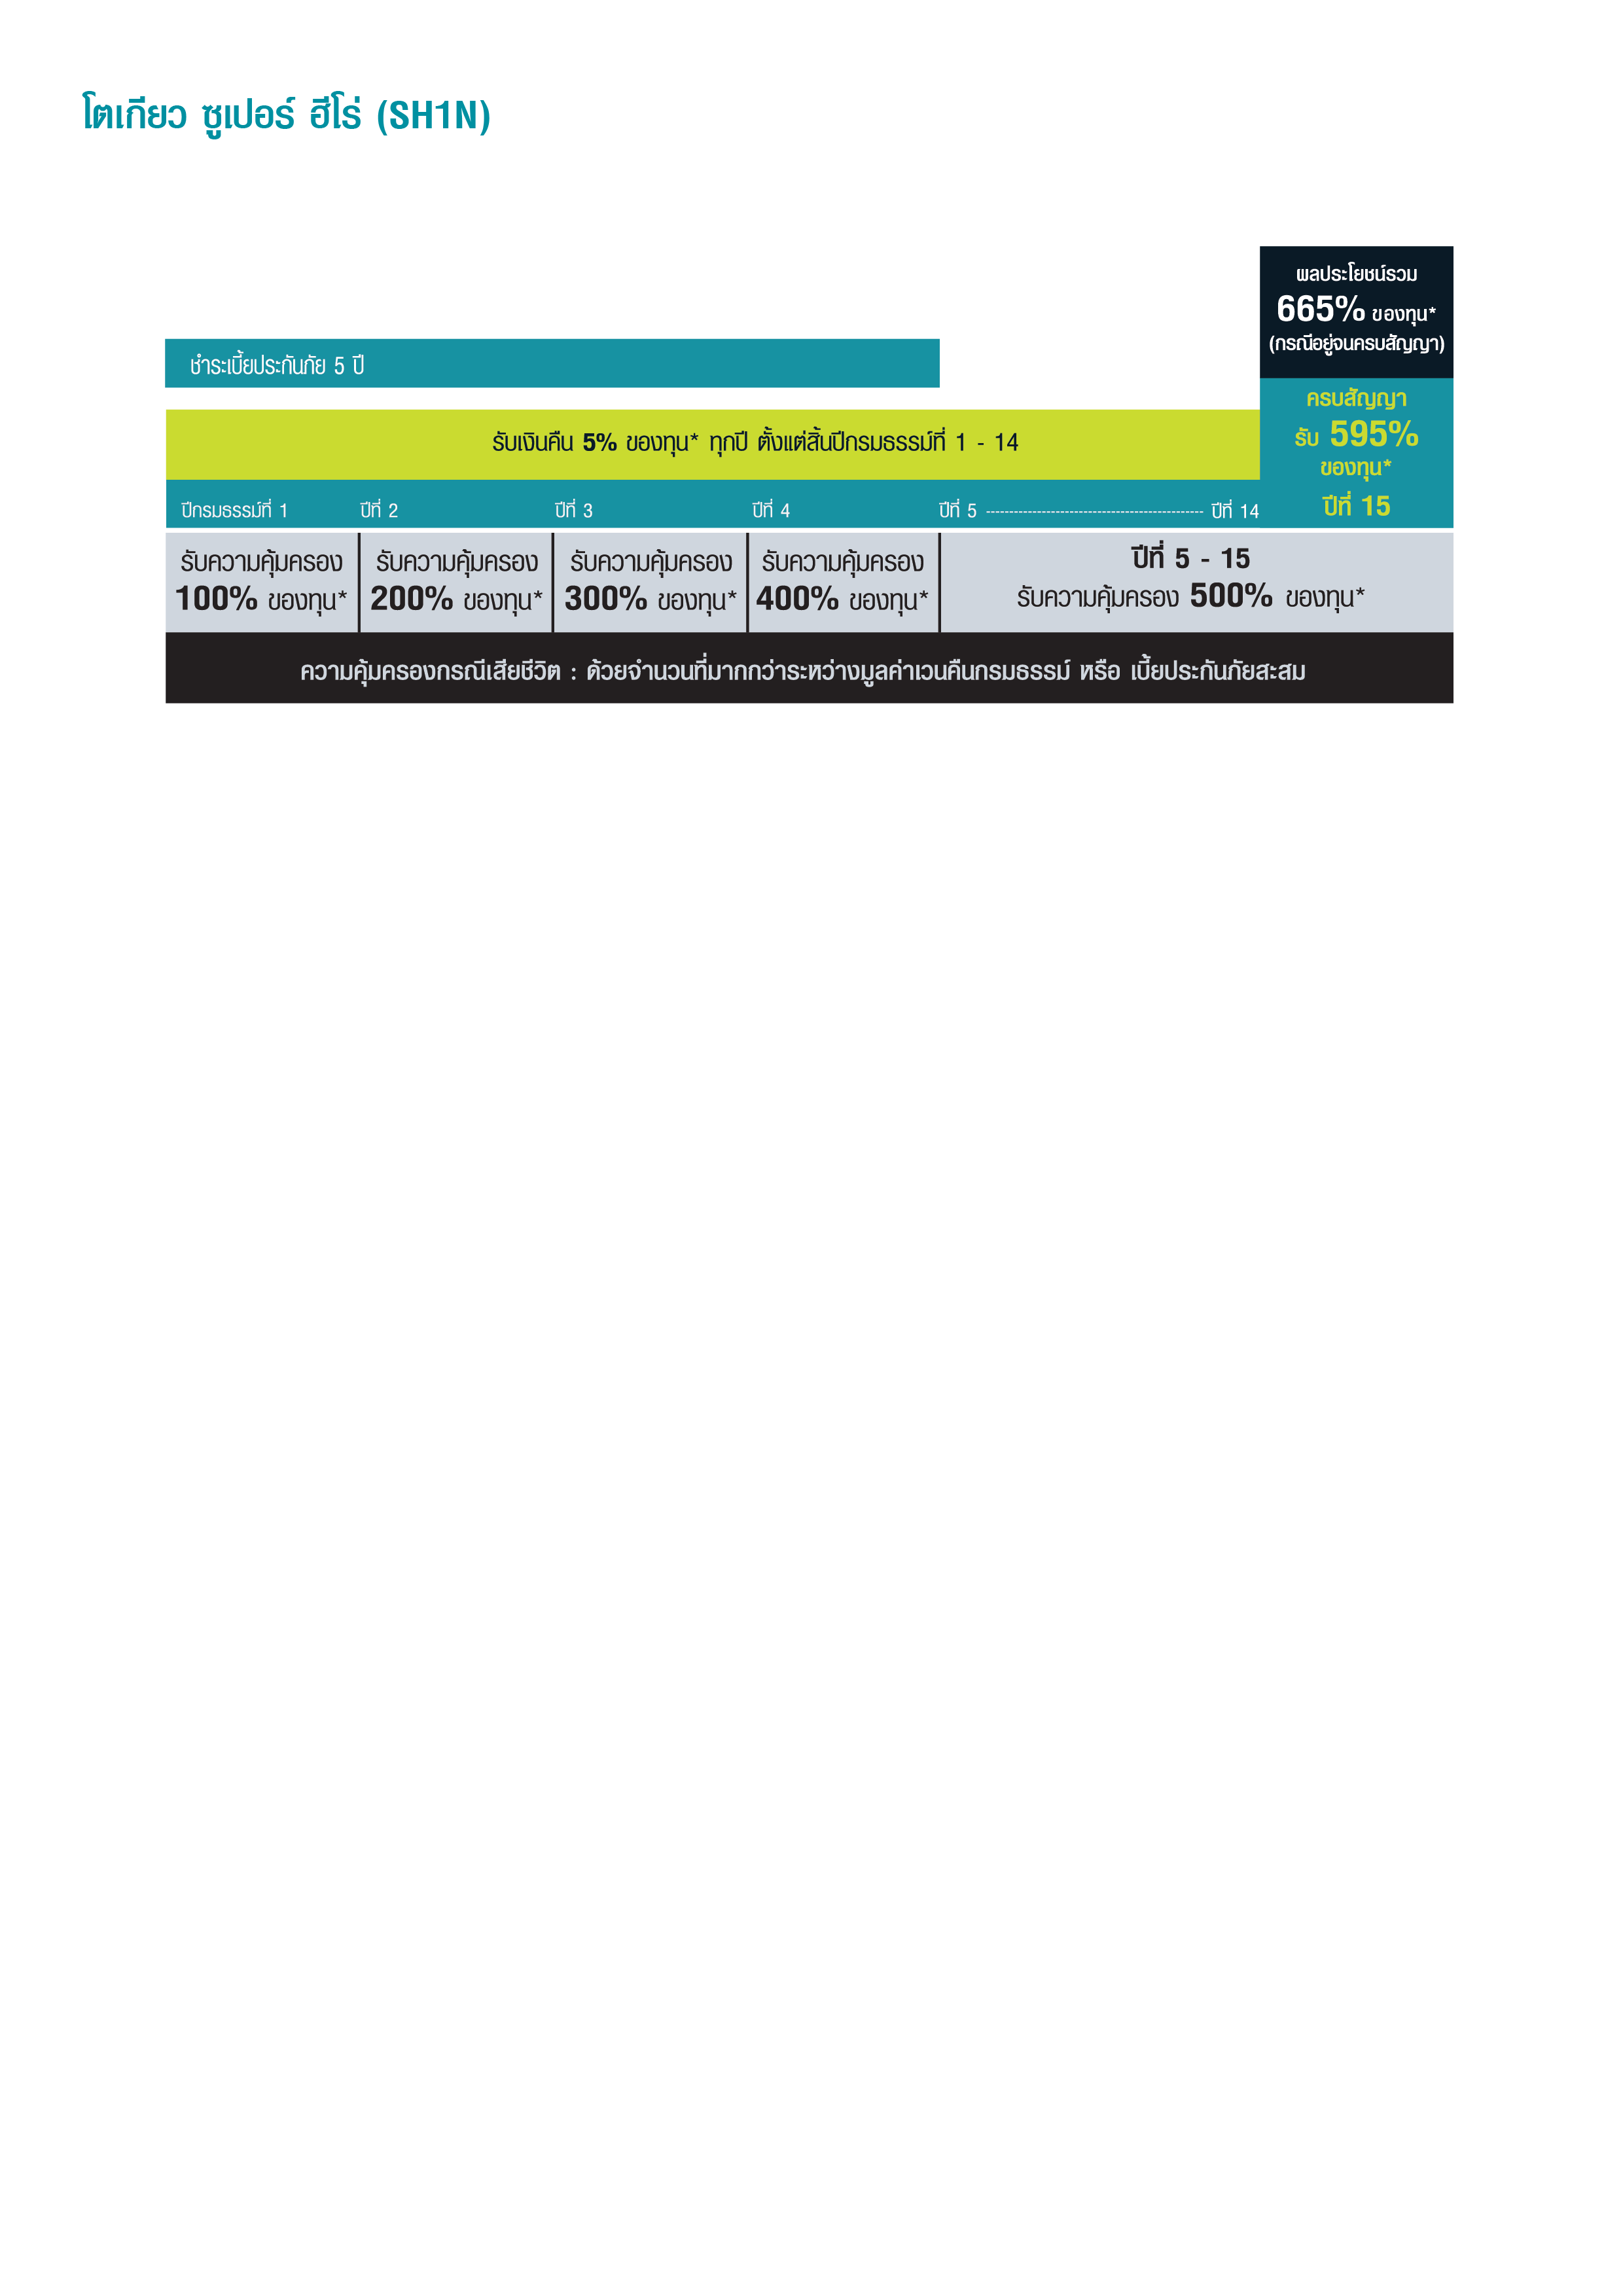 โตเกียว ซูเปอร์ ฮีโร่ (SH1N)
ผลประโยชน์รวม
665% ของทุน*
(กรณีอยู่จนครบสัญญา)
ชำระเบี้ยประกันภัย 5 ปี
ครบสัญญา
รับ 595%
ของทุน*
ปีที่ 15
รับเงินคืน 5% ของทุน* ทุกปี ตั้งแต่สิ้นปีกรมธรรม์ที่ 1 - 14
ปีกรมธรรม์ที่ 1 ปีที่ 2 ปีที่ 3 ปีที่ 4 ปีที่ 5 ----------------------------------------------- ปีที่ 14
รับความคุ้มครอง
100% ของทุน*
รับความคุ้มครอง
200% ของทุน*
รับความคุ้มครอง
300% ของทุน*
รับความคุ้มครอง
400% ของทุน*
ปีที่ 5 - 15
รับความคุ้มครอง 500% ของทุน*
ความคุ้มครองกรณีเสียชีวิต : ด้วยจำนวนที่มากกว่าระหว่างมูลค่าเวนคืนกรมธรรม์ หรือ เบี้ยประกันภัยสะสม